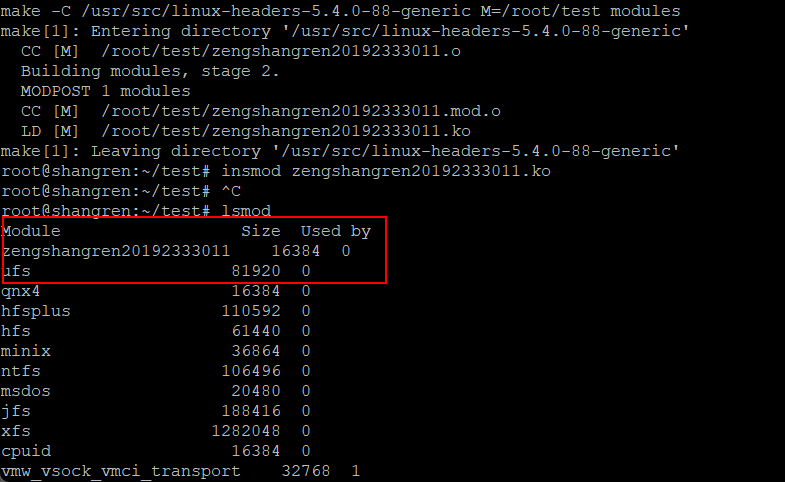 make -C /usr/src/linux-headers-5.4.0-88-generic M=/root/test modules
make[1]: Entering directory '/usr/src/linux-headers-5.4.0-88-generic'
  CC [M]  /root/test/zengshangren20192333011.o
  Building modules, stage 2.
  MODPOST 1 modules
  CC [M]  /root/test/zengshangren20192333011.mod.o
  LD [M]  /root/test/zengshangren20192333011.ko
make[1]: Leaving directory '/usr/src/linux-headers-5.4.0-88-generic'
root@shangren:~/test# insmod zengshangren20192333011.ko
root@shangren:~/test# ^C
root@shangren:~/test# lsmod
Module                  Size  Used by
zengshangren20192333011    16384  0
ufs                    81920  0
qnx4                   16384  0
hfsplus               110592  0
hfs                    61440  0
minix                  36864  0
ntfs                  106496  0
msdos                  20480  0
jfs                   188416  0
xfs                  1282048  0
cpuid                  16384  0
vmw_vsock_vmci_transport    32768  1